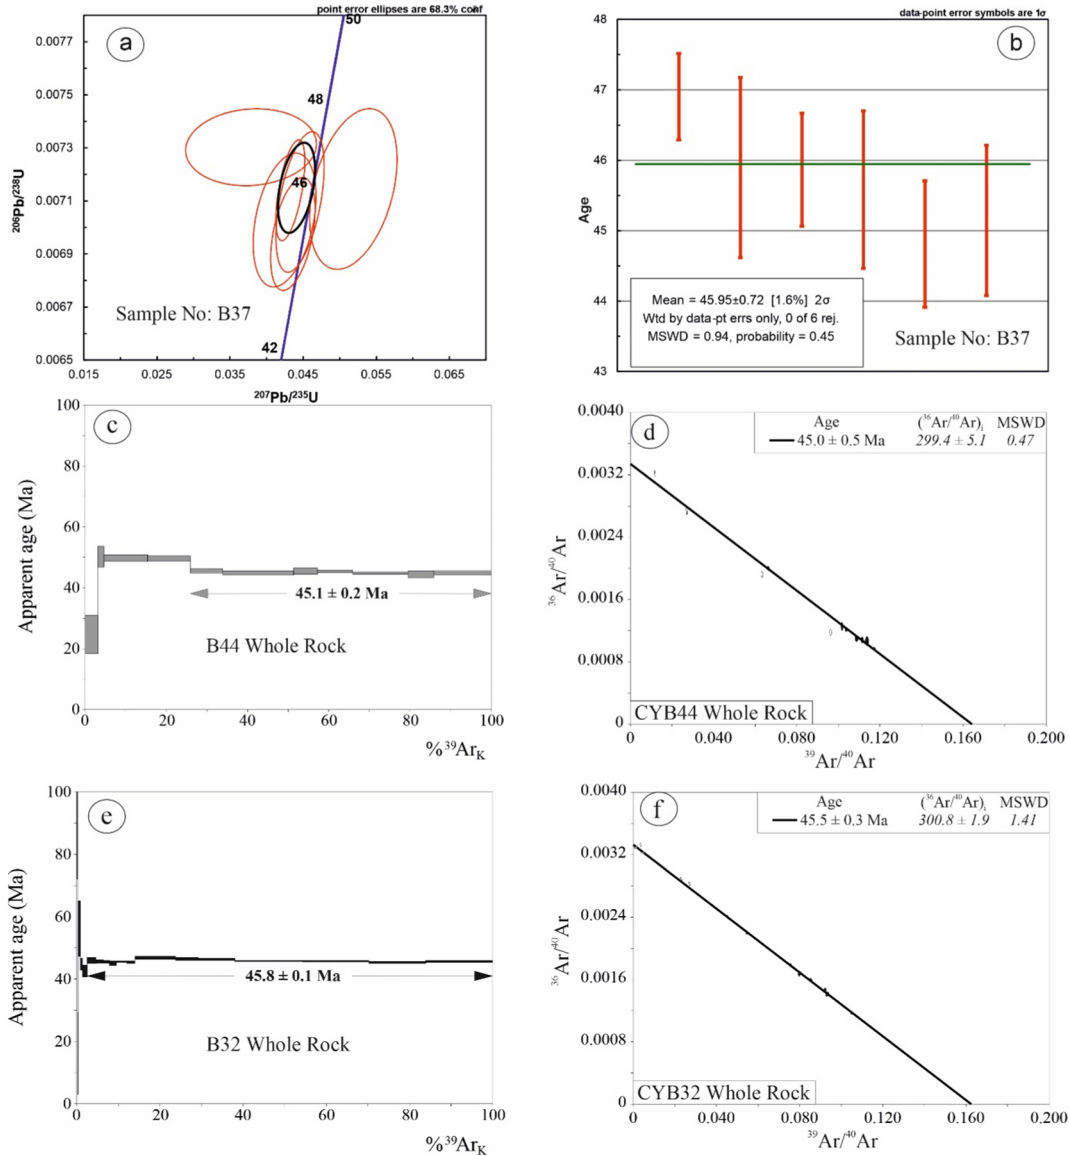 point error ellipses are 68.3% conf
a
50
48
46
42
0.0077
0.0075
0.0073
0.0071
0.0069
0.0067
0.0065
²⁰⁶Pb/²³⁸U
Sample No: B37
0.015 0.025 0.035 0.045 0.055 0.065
²⁰⁷Pb/²³⁵U
data-point error symbols are 1σ
b
48
47
46
45
44
43
Age
Mean = 45.95±0.72 [1.6%] 2σ
Wtd by data-pt errs only, 0 of 6 rej.
MSWD = 0.94, probability = 0.45
Sample No: B37
c
100
80
60
40
20
0
Apparent age (Ma)
45.1 ± 0.2 Ma
B44 Whole Rock
0 20 40 60 80 100
%³⁹Ar_K
d
Age (³⁶Ar/⁴⁰Ar)ᵢ MSWD
45.0 ± 0.5 Ma 299.4 ± 5.1 0.47
0.0040
0.0032
0.0024
0.0016
0.0008
0
³⁶Ar/⁴⁰Ar
CYB44 Whole Rock
0 0.040 0.080 0.120 0.160 0.200
³⁹Ar/⁴⁰Ar
e
100
80
60
40
20
0
Apparent age (Ma)
45.8 ± 0.1 Ma
B32 Whole Rock
0 20 40 60 80 100
%³⁹Ar_K
f
Age (³⁶Ar/⁴⁰Ar)ᵢ MSWD
45.5 ± 0.3 Ma 300.8 ± 1.9 1.41
0.0040
0.0032
0.0024
0.0016
0.0008
0
³⁶Ar/⁴⁰Ar
CYB32 Whole Rock
0 0.040 0.080 0.120 0.160 0.200
³⁹Ar/⁴⁰Ar